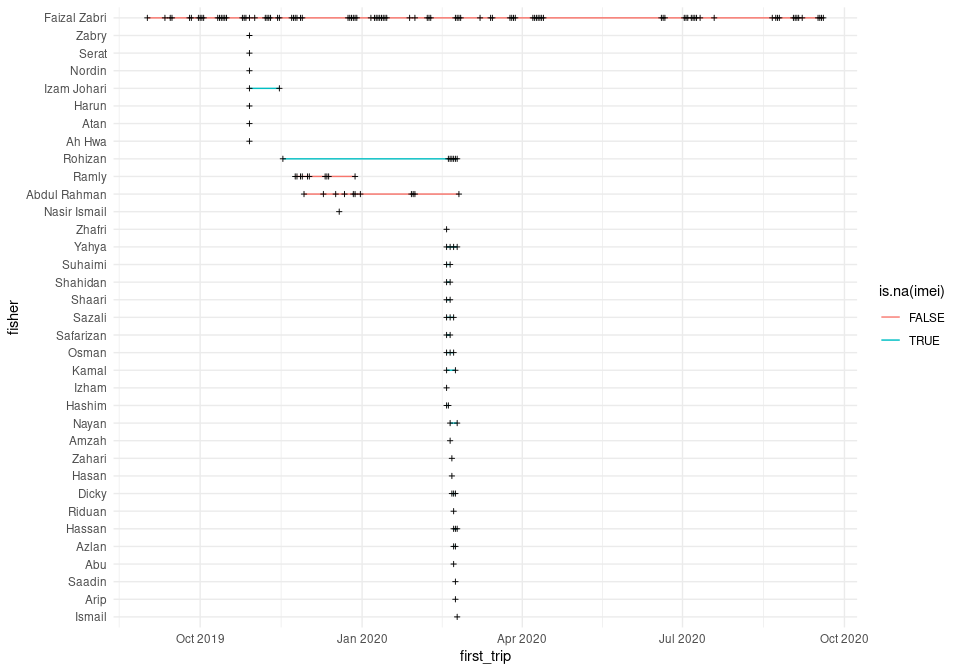 Faizal Zabri
Zabry
Serat
Nordin
Izam Johari
Harun
Atan
Ah Hwa
Rohizan
Ramly
Abdul Rahman
Nasir Ismail
Zhafri
Yahya
Suhaimi
Shahidan
Shaari
Sazali
Safarizan
Osman
Kamal
Izham
Hashim
Nayan
Amzah
Zahari
Hasan
Dicky
Riduan
Hassan
Azlan
Abu
Saadin
Arip
Ismail
fisher
Oct 2019 Jan 2020 Apr 2020 Jul 2020 Oct 2020
first_trip
is.na(imei)
FALSE
TRUE